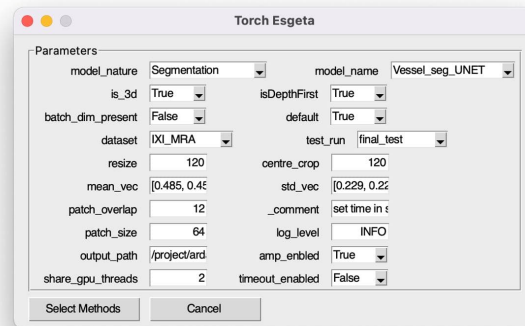 Torch Esgeta
Parameters
model_nature Segmentation model_name Vessel_seg_UNET
is_3d True isDepthFirst True
batch_dim_present False default True
dataset IXI_MRA test_run final_test
resize 120 centre_crop 120
mean_vec [0.485, 0.45 std_vec [0.229, 0.22
patch_overlap 12 _comment set time in s
patch_size 64 log_level INFO
output_path /project/ard amp_enabled True
share_gpu_threads 2 timeout_enabled False
Select Methods Cancel